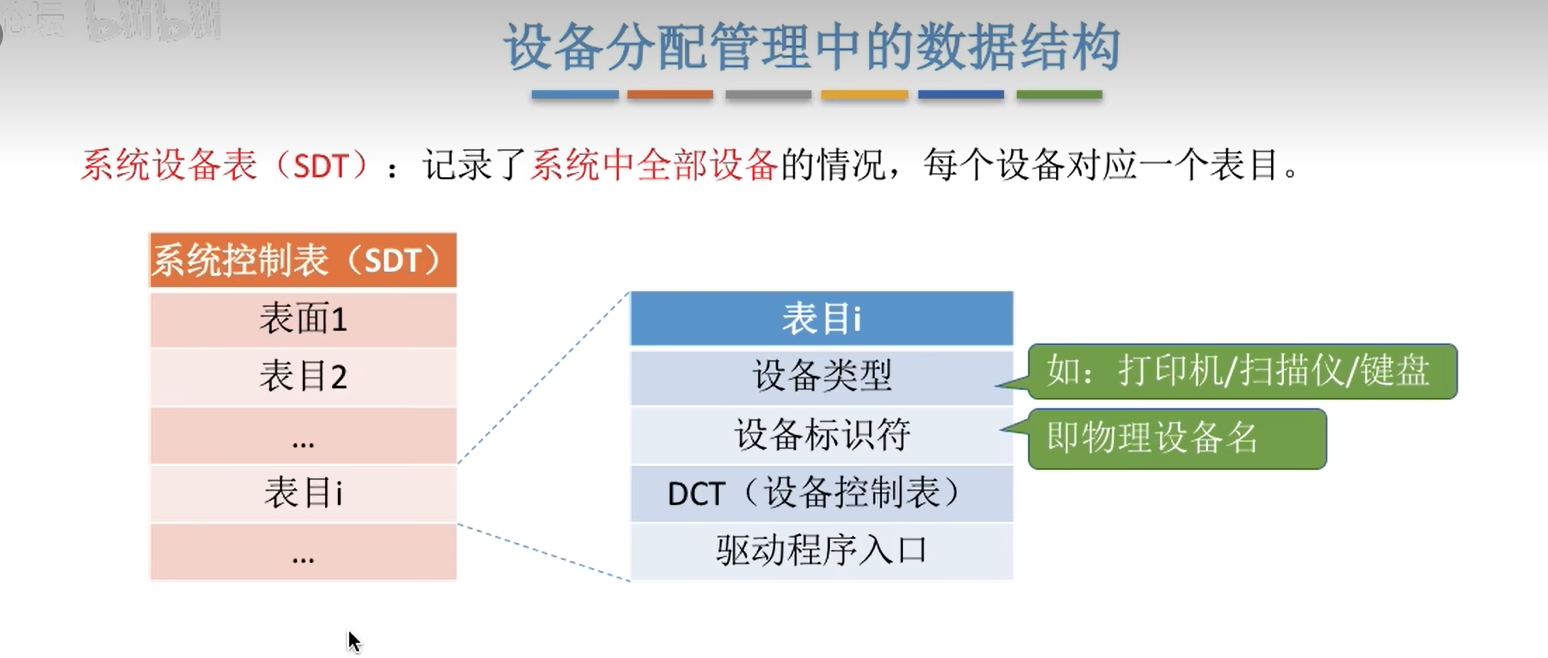 设备分配管理中的数据结构
系统设备表（SDT）：记录了系统中全部设备的情况，每个设备对应一个表目。
系统控制表（SDT）
表面1
表目2
...
表目i
...
表目i
设备类型
设备标识符
DCT（设备控制表）
驱动程序入口
如：打印机/扫描仪/键盘
即物理设备名